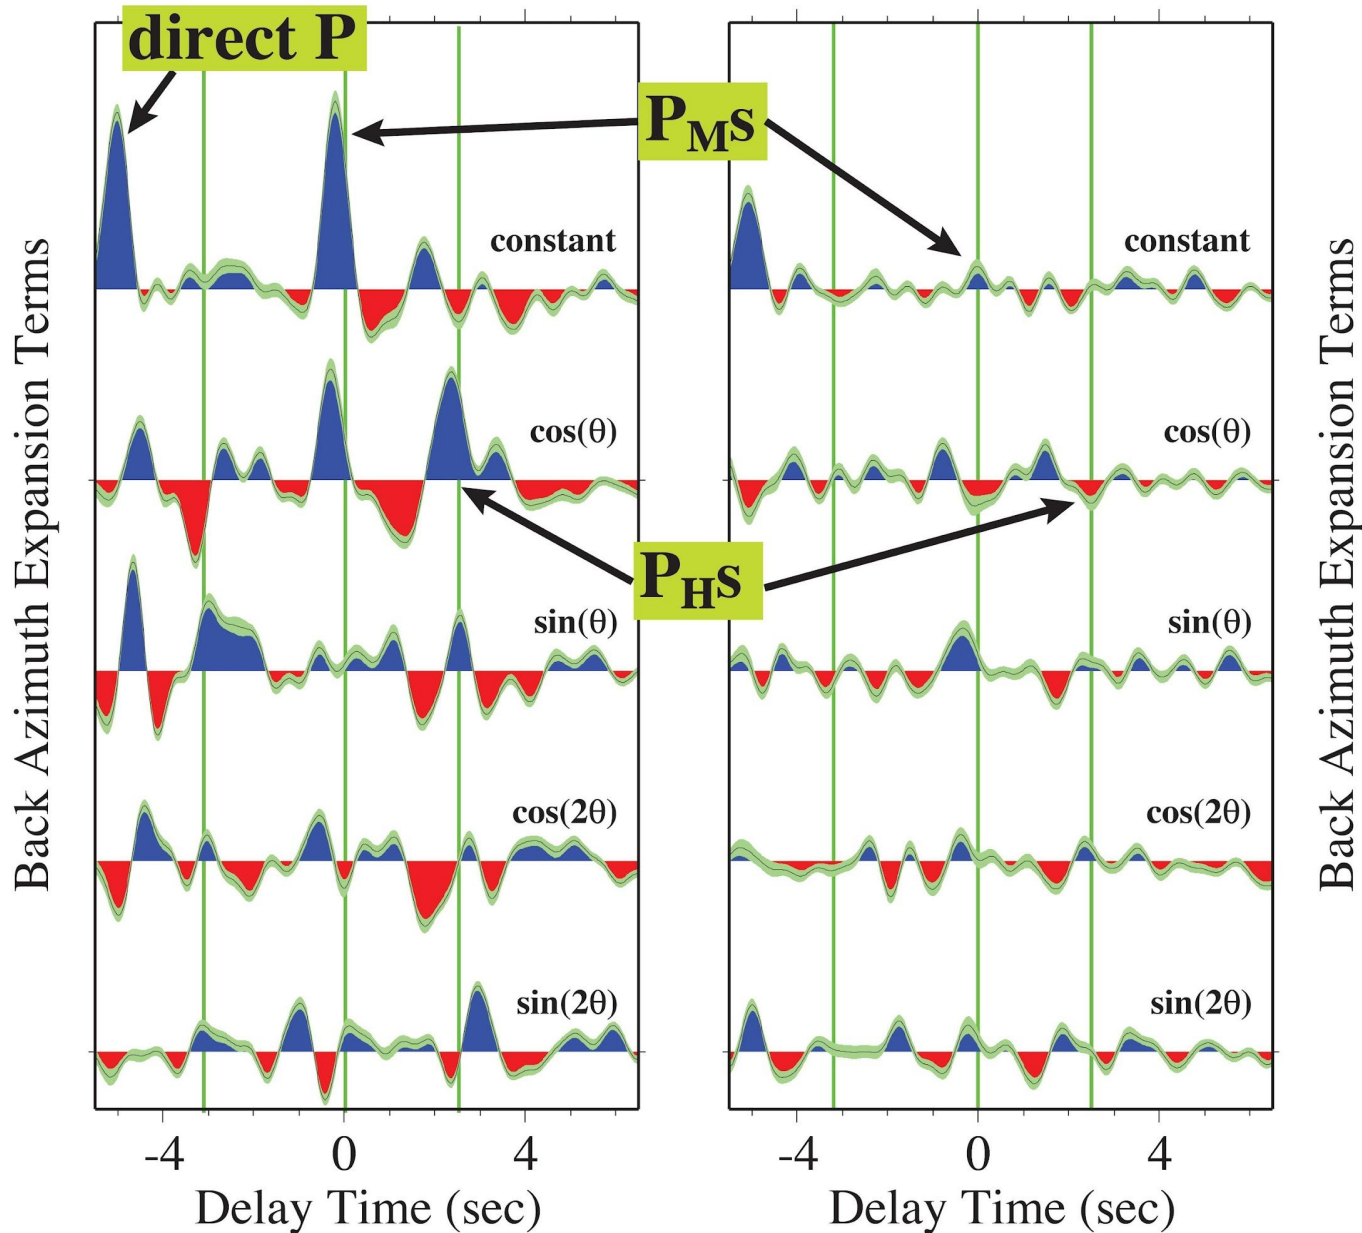 direct P
PMs
constant
constant
cos(θ)
cos(θ)
PHs
sin(θ)
sin(θ)
cos(2θ)
cos(2θ)
sin(2θ)
sin(2θ)
Back Azimuth Expansion Terms
Back Azimuth Expansion Terms
-4 0 4
-4 0 4
Delay Time (sec)
Delay Time (sec)